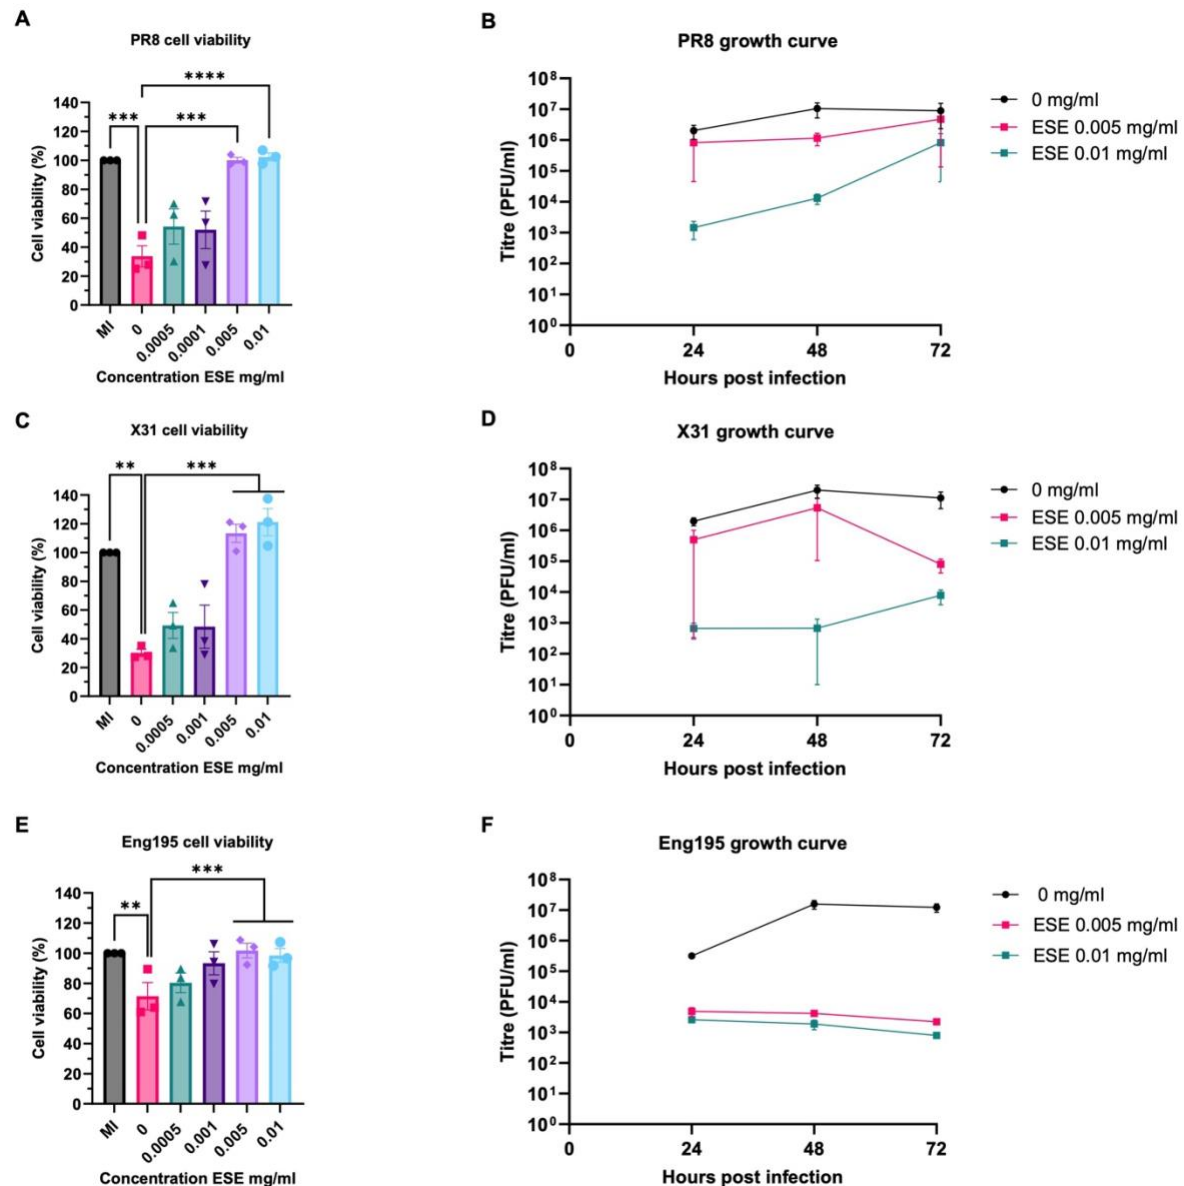 A
PR8 cell viability
****
*** ***
140
120
100
80
60
40
20
0
Cell viability (%)
MI 0 0.0005 0.0001 0.005 0.01
Concentration ESE mg/ml
B
PR8 growth curve
10⁸
10⁷
10⁶
10⁵
10⁴
10³
10²
10¹
10⁰
Titre (PFU/ml)
0 24 48 72
Hours post infection
0 mg/ml
ESE 0.005 mg/ml
ESE 0.01 mg/ml
C
X31 cell viability
** ***
140
120
100
80
60
40
20
0
Cell viability (%)
MI 0 0.0005 0.001 0.005 0.01
Concentration ESE mg/ml
D
X31 growth curve
10⁸
10⁷
10⁶
10⁵
10⁴
10³
10²
10¹
10⁰
Titre (PFU/ml)
0 24 48 72
Hours post infection
0 mg/ml
ESE 0.005 mg/ml
ESE 0.01 mg/ml
E
Eng195 cell viability
***
**
140
120
100
80
60
40
20
0
Cell viability (%)
MI 0 0.0005 0.001 0.005 0.01
Concentration ESE mg/ml
F
Eng195 growth curve
10⁸
10⁷
10⁶
10⁵
10⁴
10³
10²
10¹
10⁰
Titre (PFU/ml)
0 24 48 72
Hours post infection
0 mg/ml
ESE 0.005 mg/ml
ESE 0.01 mg/ml